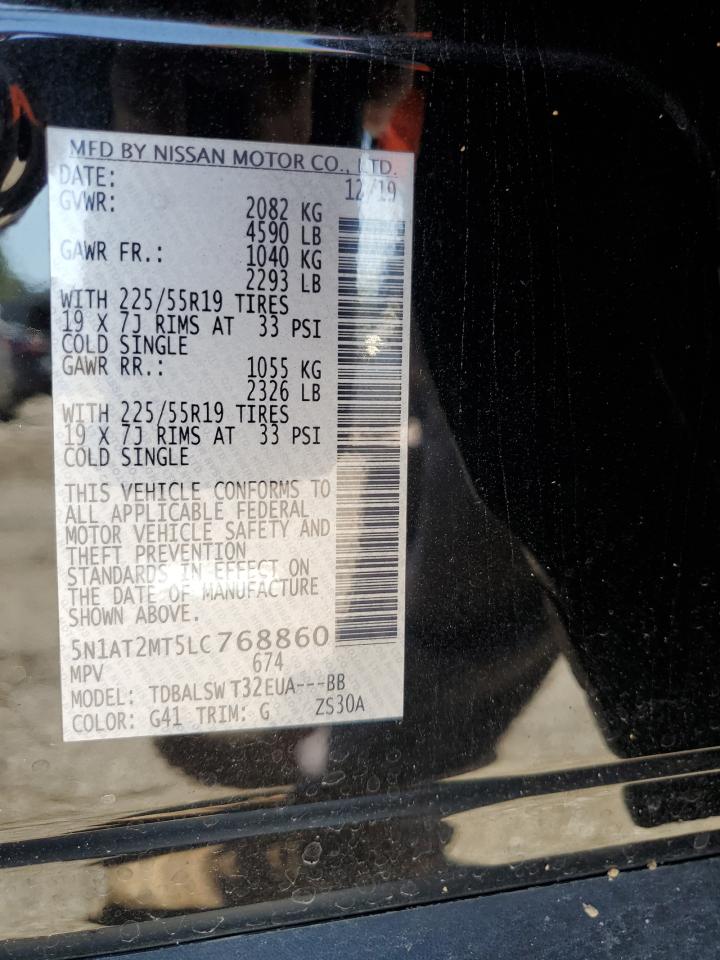 MFD BY NISSAN MOTOR CO., LTD.
DATE: 12/19
GVWR: 2082 KG
4590 LB
GAWR FR.: 1040 KG
2293 LB
WITH 225/55R19 TIRES
19 X 7J RIMS AT 33 PSI
COLD SINGLE
GAWR RR.: 1055 KG
2326 LB
WITH 225/55R19 TIRES
19 X 7J RIMS AT 33 PSI
COLD SINGLE
THIS VEHICLE CONFORMS TO
ALL APPLICABLE FEDERAL
MOTOR VEHICLE SAFETY AND
THEFT PREVENTION
STANDARDS IN EFFECT ON
THE DATE OF MANUFACTURE
SHOWN ABOVE.
5N1AT2MT5LC768860
MPV 674
MODEL: TDBALSW T32EUA---BB
COLOR: G41 TRIM: G ZS30A